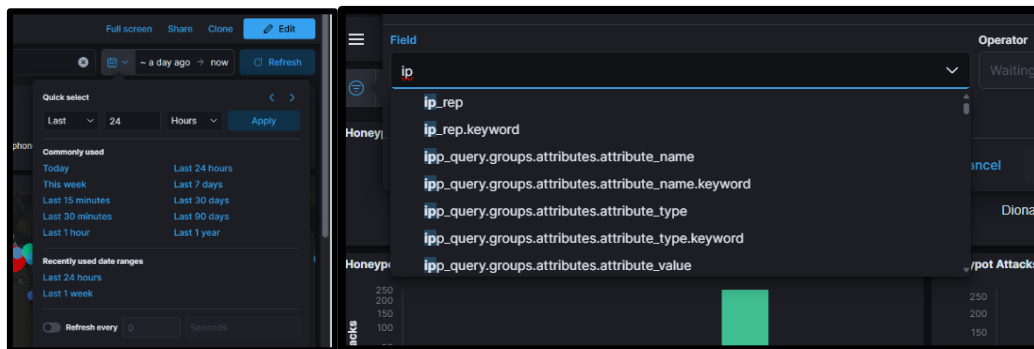 Full screen Share Clone Edit
~ a day ago → now Refresh
Quick select
Last 24 Hours Apply
Commonly used
Today Last 24 hours
This week Last 7 days
Last 15 minutes Last 30 days
Last 30 minutes Last 90 days
Last 1 hour Last 1 year
Recently used date ranges
Last 24 hours
Last 1 week
Refresh every 0 Seconds
phon
Field Operator
ip Waiting
ip_rep
ip_rep.keyword
ipp_query.groups.attributes.attribute_name
ipp_query.groups.attributes.attribute_name.keyword
ipp_query.groups.attributes.attribute_type
ipp_query.groups.attributes.attribute_type.keyword
ipp_query.groups.attributes.attribute_value
Honeyp
ancel
Diona
Honeyp ypot Attacks
250
200
150
100
acks
250
200
150